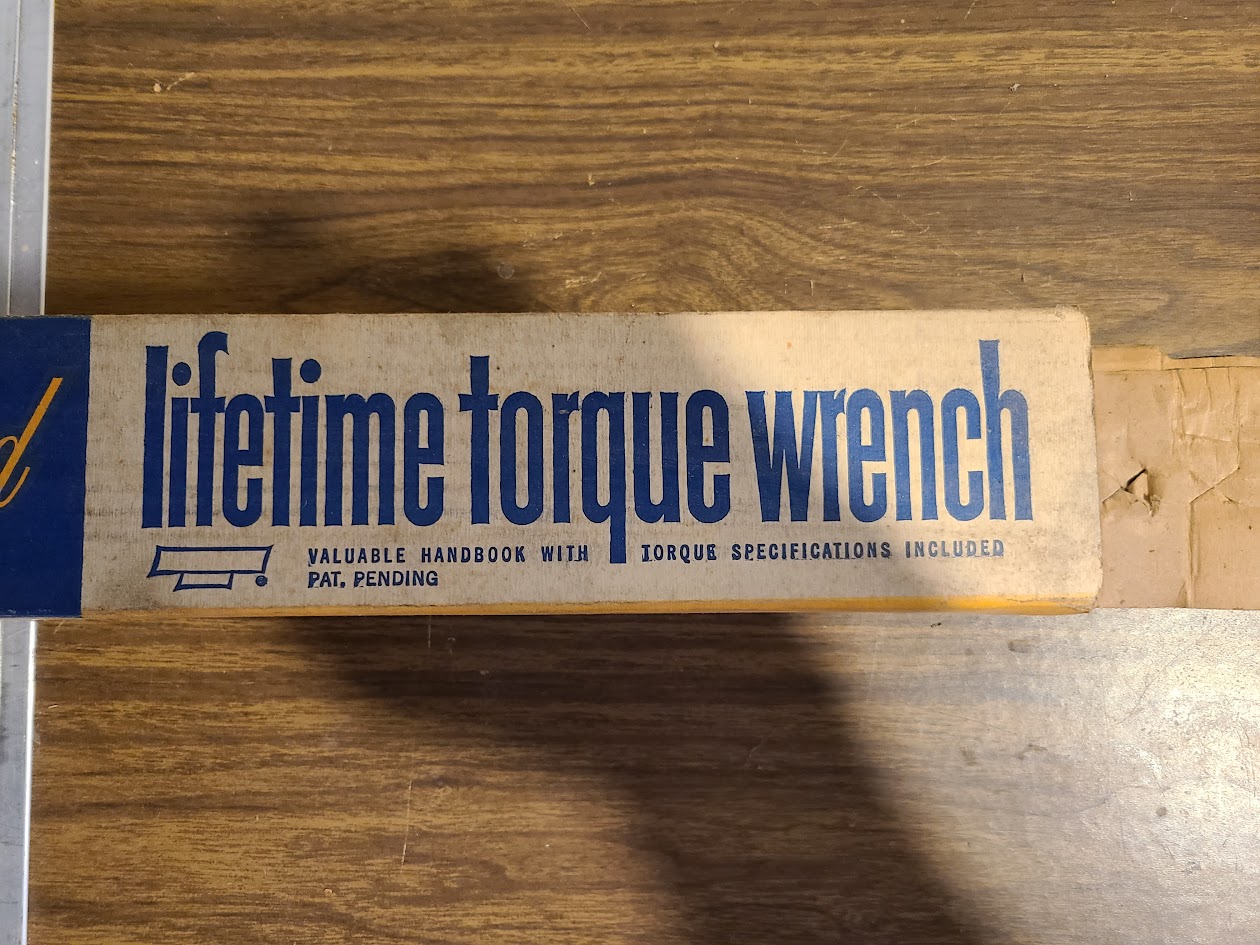 d
lifetime torque wrench
VALUABLE HANDBOOK WITH TORQUE SPECIFICATIONS INCLUDED
PAT. PENDING